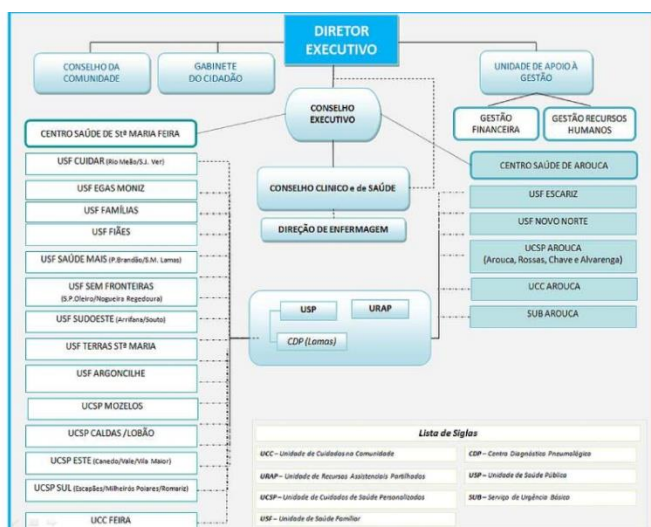 DIRETOR
EXECUTIVO
CONSELHO DA
COMUNIDADE
GABINETE
DO CIDADÃO
UNIDADE DE APOIO À
GESTÃO
CONSELHO
EXECUTIVO
GESTÃO
FINANCEIRA
GESTÃO RECURSOS
HUMANOS
CENTRO SAÚDE DE Stª MARIA FEIRA
CENTRO SAÚDE DE AROUCA
USF CUIDAR (Rio Meão/S.J. Ver)
USF EGAS MONIZ
USF FAMÍLIAS
USF FIÃES
USF SAÚDE MAIS (P.Brandão/S.M. Lamas)
USF SEM FRONTEIRAS
(S.P.Oleiro/Nogueira Regedoura)
USF SUDOESTE (Arrifana/Souto)
USF TERRAS STª MARIA
USF ARGONCILHE
UCSP MOZELOS
UCSP CALDAS /LOBÃO
UCSP ESTE (Canedo/Vale/Vila Maior)
UCSP SUL (Escapães/Milheirós Poiares/Romariz)
UCC FEIRA
CONSELHO CLINICO e de SAÚDE
DIREÇÃO DE ENFERMAGEM
USP
URAP
CDP (Lamas)
USF ESCARIZ
USF NOVO NORTE
UCSP AROUCA
(Arouca, Rossas, Chave e Alvarenga)
UCC AROUCA
SUB AROUCA
Lista de Siglas
UCC – Unidade de Cuidados na Comunidade
CDP – Centro Diagnóstico Pneumológico
URAP – Unidade de Recursos Assistenciais Partilhados
USP – Unidade de Saúde Pública
UCSP – Unidade de Cuidados de Saúde Personalizados
SUB – Serviço de Urgência Básico
USF – Unidade de Saúde Familiar